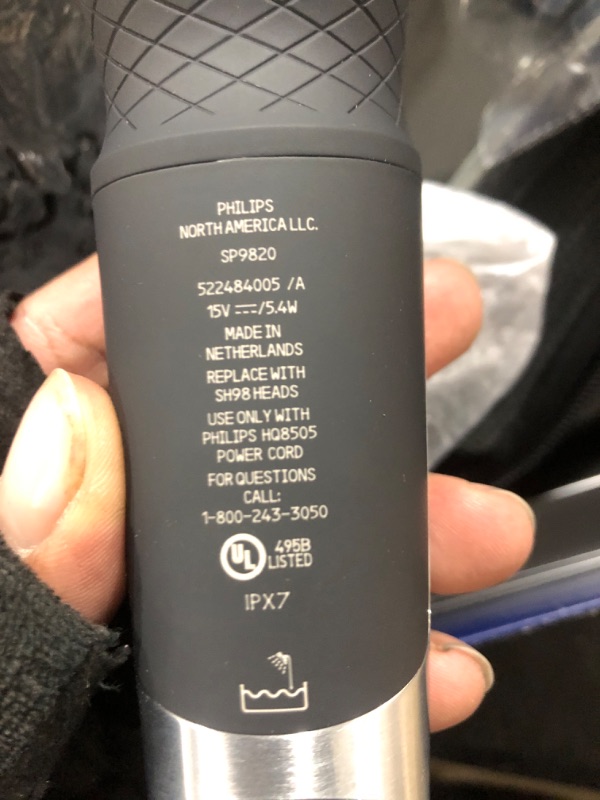 PHILIPS
NORTH AMERICA LLC.
SP9820
522484005 /A
15V ⎓/5.4W
MADE IN
NETHERLANDS
REPLACE WITH
SH98 HEADS
USE ONLY WITH
PHILIPS HQ8505
POWER CORD
FOR QUESTIONS
CALL:
1-800-243-3050
UL 495B
LISTED
IPX7